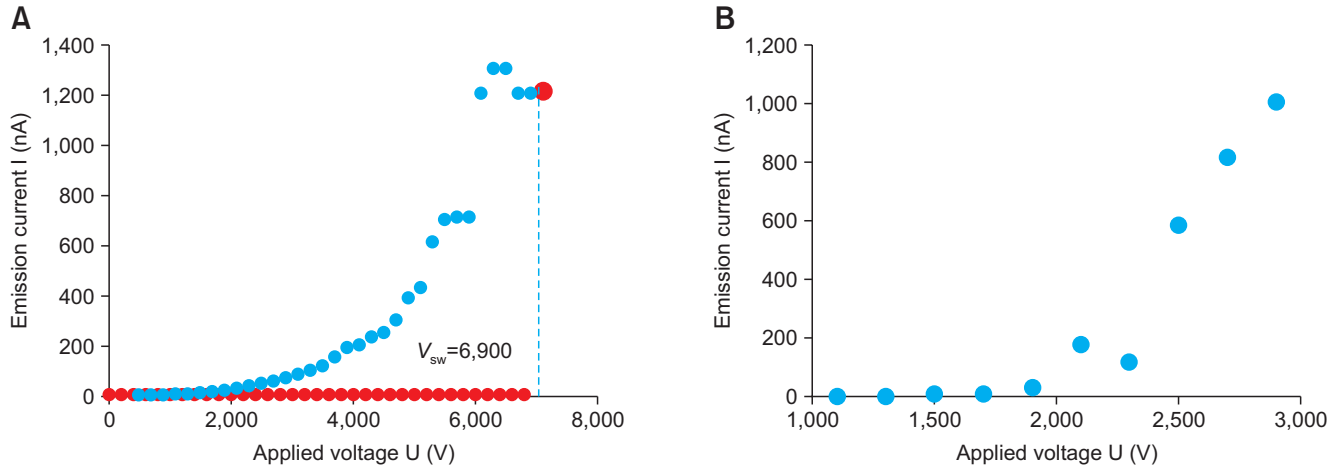 A
Emission current I (nA)
1,400
1,200
1,000
800
600
400
200
0
V_sw=6,900
0 2,000 4,000 6,000 8,000
Applied voltage U (V)
B
Emission current I (nA)
1,200
1,000
800
600
400
200
0
1,000 1,500 2,000 2,500 3,000
Applied voltage U (V)